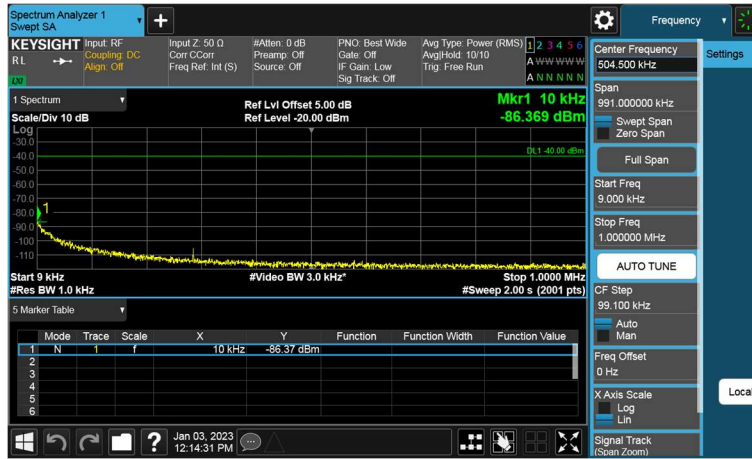 Spectrum Analyzer 1
Swept SA
Frequency
KEYSIGHT
RL
LXI
Input: RF
Coupling: DC
Align: Off
Input Z: 50 Ω
Corr CCorr
Freq Ref: Int (S)
#Atten: 0 dB
Preamp: Off
Source: Off
PNO: Best Wide
Gate: Off
IF Gain: Low
Sig Track: Off
Avg Type: Power (RMS)
Avg|Hold: 10/10
Trig: Free Run
1 2 3 4 5 6
A W W W W W
A N N N N N
1 Spectrum
Scale/Div 10 dB
Ref Lvl Offset 5.00 dB
Ref Level -20.00 dBm
Mkr1 10 kHz
-86.369 dBm
Log
-30.0
-40.0
-50.0
-60.0
-70.0
-80.0
-90.0
-100
-110
DL1 -40.00 dBm
1
Start 9 kHz
#Res BW 1.0 kHz
#Video BW 3.0 kHz*
Stop 1.0000 MHz
#Sweep 2.00 s (2001 pts)
5 Marker Table
Mode Trace Scale X Y Function Function Width Function Value
1 N 1 f 10 kHz -86.37 dBm
2
3
4
5
6
Jan 03, 2023
12:14:31 PM
Center Frequency
504.500 kHz
Settings
Span
991.000000 kHz
Swept Span
Zero Span
Full Span
Start Freq
9.000 kHz
Stop Freq
1.000000 MHz
AUTO TUNE
CF Step
99.100 kHz
Auto
Man
Freq Offset
0 Hz
X Axis Scale
Log
Lin
Local
Signal Track
(Span Zoom)